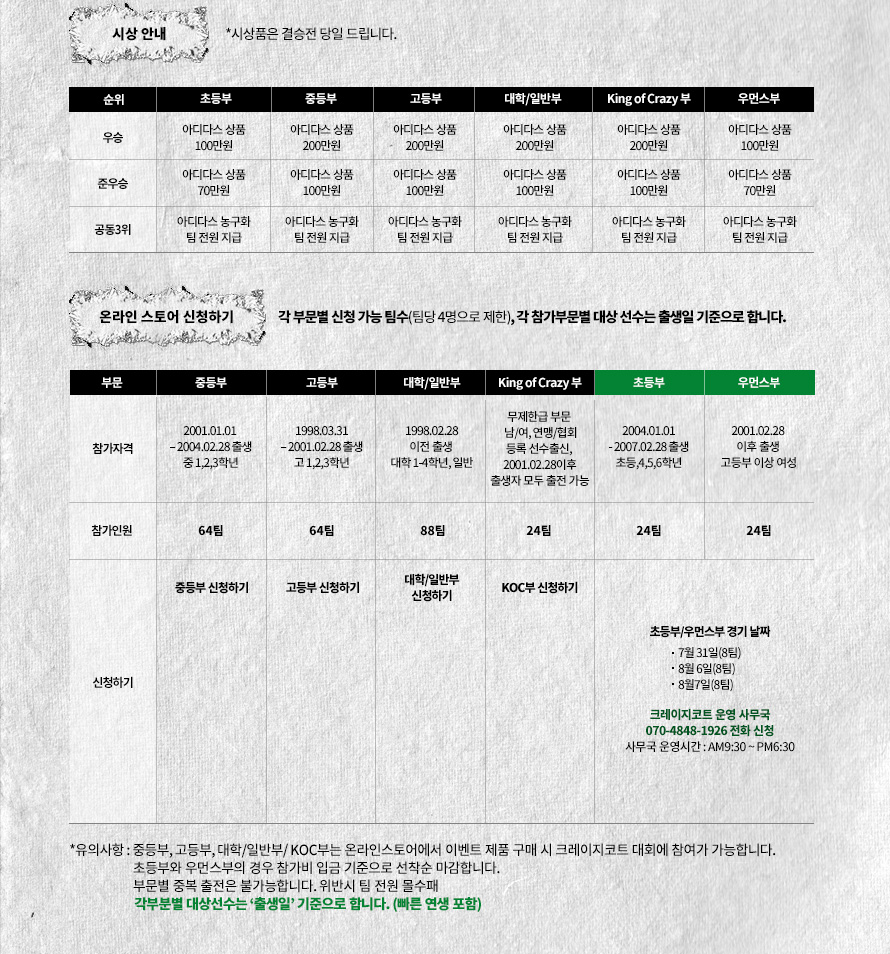 시상 안내
*시상품은 결승전 당일 드립니다.
순위 초등부 중등부 고등부 대학/일반부 King of Crazy 부 우먼스부
우승 아디다스 상품 100만원 아디다스 상품 200만원 아디다스 상품 200만원 아디다스 상품 200만원 아디다스 상품 200만원 아디다스 상품 100만원
준우승 아디다스 상품 70만원 아디다스 상품 100만원 아디다스 상품 100만원 아디다스 상품 100만원 아디다스 상품 100만원 아디다스 상품 70만원
공동3위 아디다스 농구화 팀 전원 지급 아디다스 농구화 팀 전원 지급 아디다스 농구화 팀 전원 지급 아디다스 농구화 팀 전원 지급 아디다스 농구화 팀 전원 지급 아디다스 농구화 팀 전원 지급
온라인 스토어 신청하기
각 부문별 신청 가능 팀수(팀당 4명으로 제한), 각 참가부문별 대상 선수는 출생일 기준으로 합니다.
부문 중등부 고등부 대학/일반부 King of Crazy 부 초등부 우먼스부
참가자격
2001.01.01
– 2004.02.28 출생
중 1,2,3학년
1998.03.31
– 2001.02.28 출생
고 1,2,3학년
1998.02.28
이전 출생
대학 1-4학년, 일반
무제한급 부문
남/여, 연맹/협회
등록 선수출신,
2001.02.28이후
출생자 모두 출전 가능
2004.01.01
- 2007.02.28 출생
초등,4,5,6학년
2001.02.28
이후 출생
고등부 이상 여성
참가인원 64팀 64팀 88팀 24팀 24팀 24팀
신청하기
중등부 신청하기
고등부 신청하기
대학/일반부
신청하기
KOC부 신청하기
초등부/우먼스부 경기 날짜
· 7월 31일(8팀)
· 8월 6일(8팀)
· 8월7일(8팀)
크레이지코트 운영 사무국
070-4848-1926 전화 신청
사무국 운영시간 : AM9:30 ~ PM6:30
*유의사항 : 중등부, 고등부, 대학/일반부/ KOC부는 온라인스토어에서 이벤트 제품 구매 시 크레이지코트 대회에 참여가 가능합니다.
초등부와 우먼스부의 경우 참가비 입금 기준으로 선착순 마감합니다.
부문별 중복 출전은 불가능합니다. 위반시 팀 전원 몰수패
각부분별 대상선수는 ‘출생일’ 기준으로 합니다. (빠른 연생 포함)